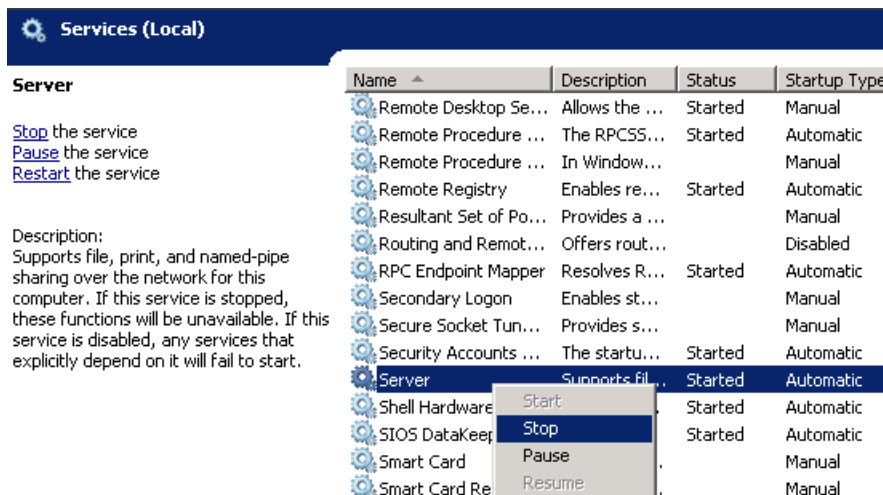 Services (Local)
Server
Stop the service
Pause the service
Restart the service
Description:
Supports file, print, and named-pipe
sharing over the network for this
computer. If this service is stopped,
these functions will be unavailable. If this
service is disabled, any services that
explicitly depend on it will fail to start.
Name Description Status Startup Type
Remote Desktop Se... Allows the ... Started Manual
Remote Procedure ... The RPCSS... Started Automatic
Remote Procedure ... In Window... Manual
Remote Registry Enables re... Started Automatic
Resultant Set of Po... Provides a ... Manual
Routing and Remot... Offers rout... Disabled
RPC Endpoint Mapper Resolves R... Started Automatic
Secondary Logon Enables st... Manual
Secure Socket Tun... Provides s... Manual
Security Accounts ... The startu... Started Automatic
Server Supports fil... Started Automatic
Shell Hardware Start Started Automatic
SIOS DataKeep Stop Started Automatic
Smart Card Pause Manual
Smart Card Re Resume Manual